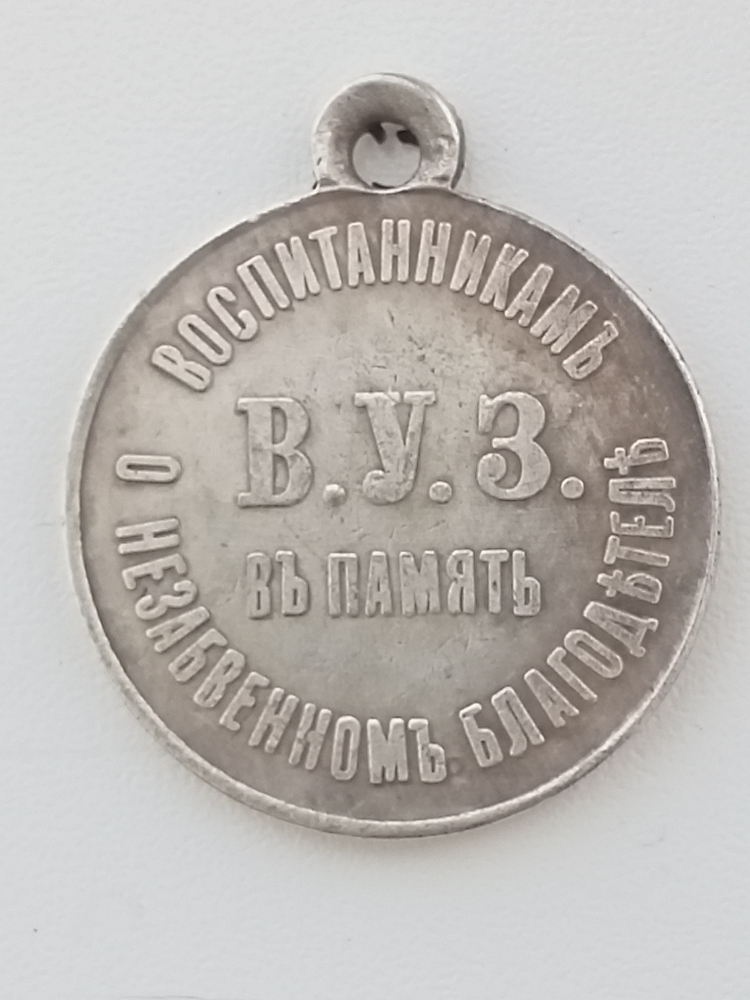 ВОСПИТАННИКАМЪ
В.У.З.
ВЪ ПАМЯТЬ
О НЕЗАБВЕННОМЪ БЛАГОДѢТЕЛѢ